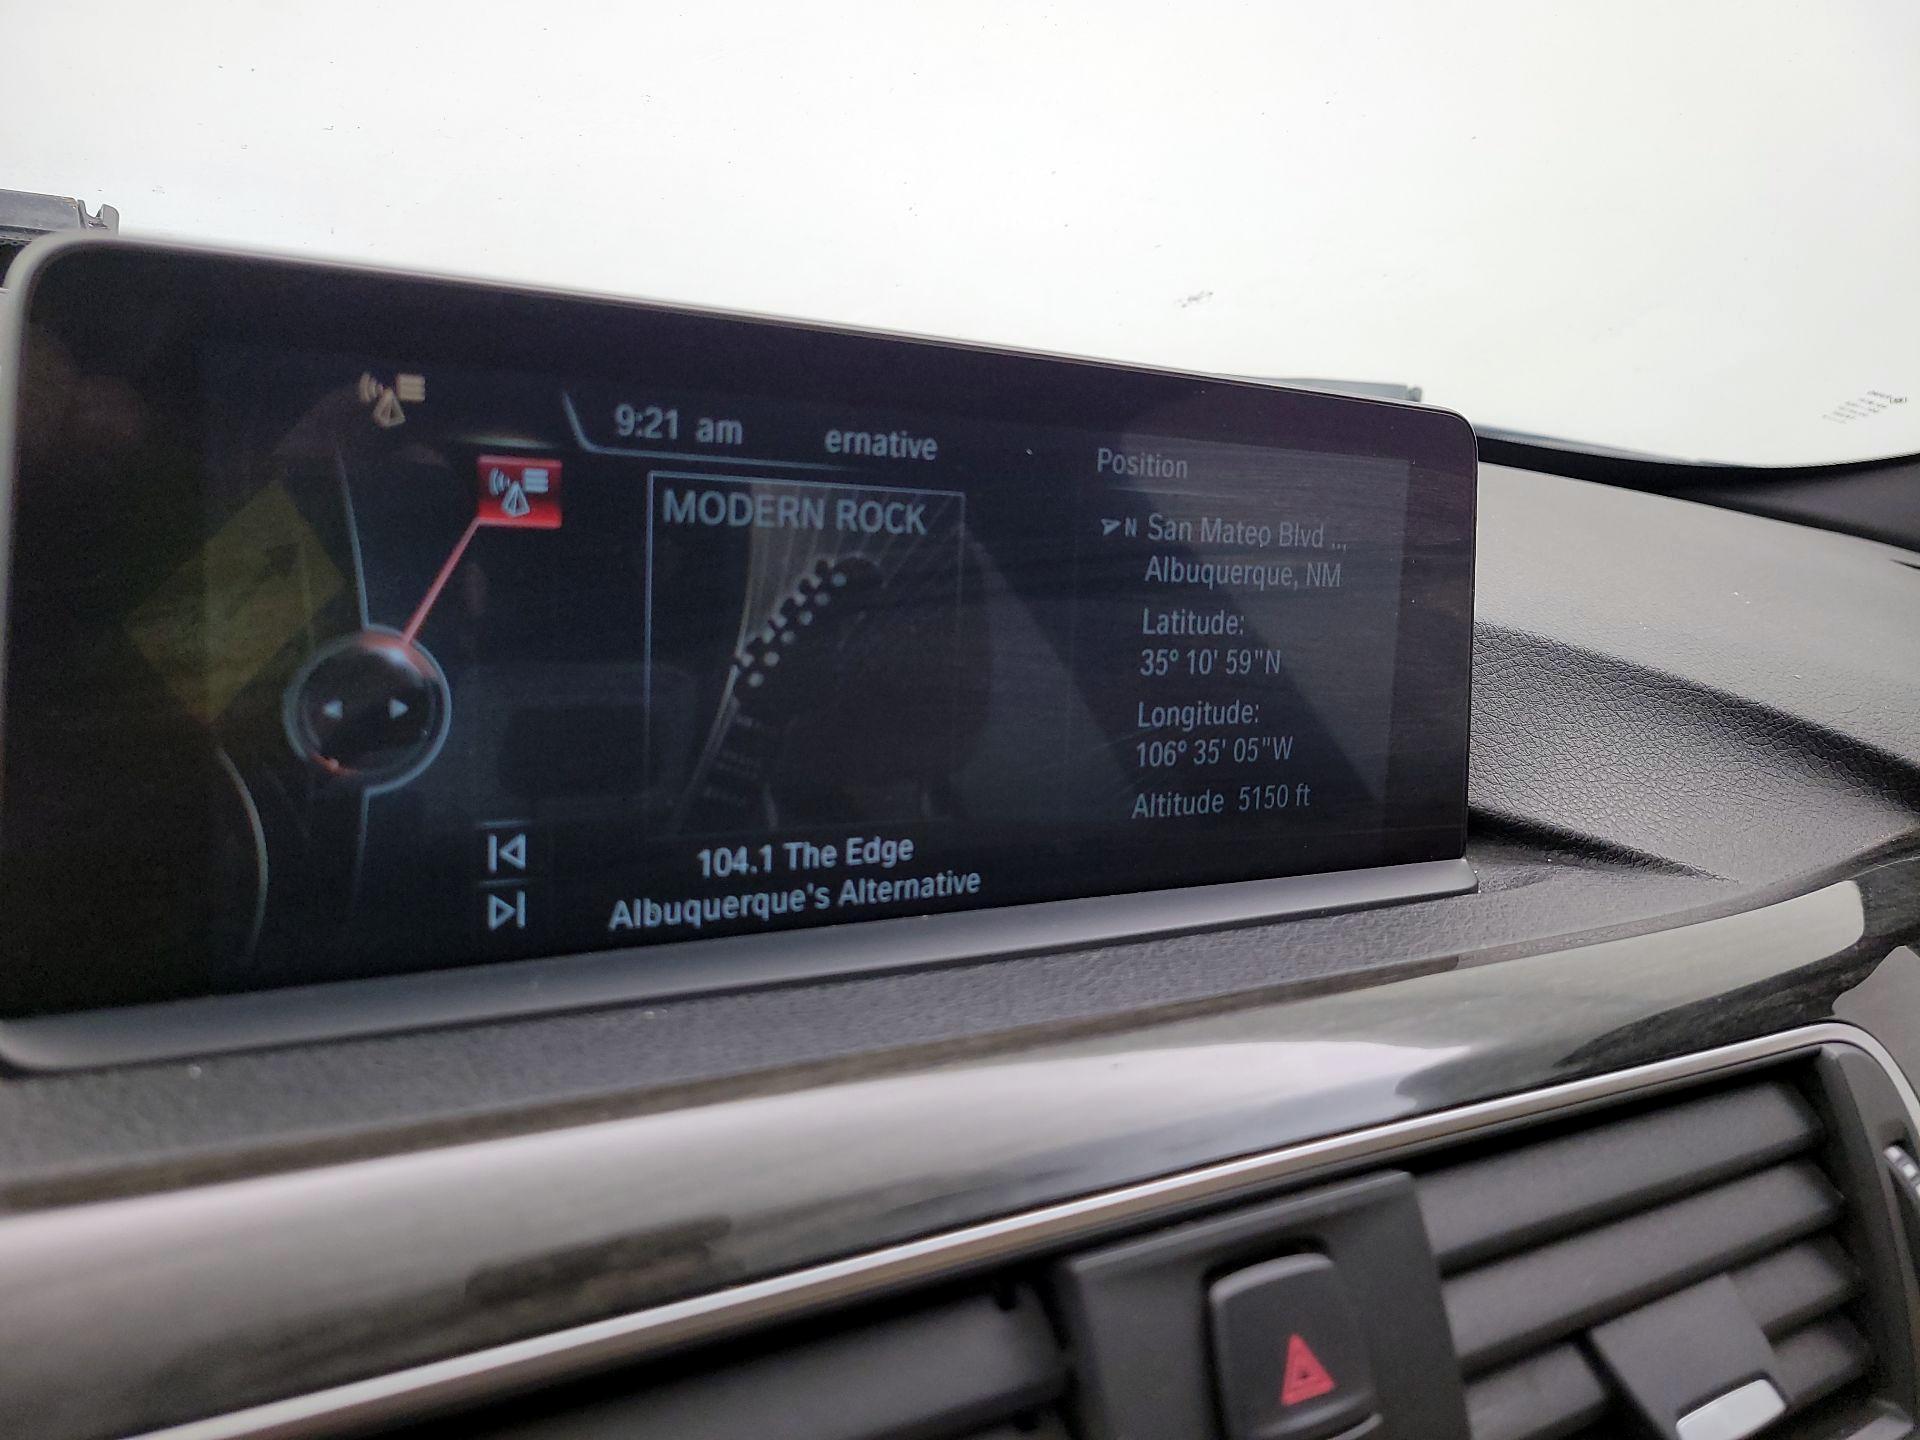 9:21 am
ernative
MODERN ROCK
104.1 The Edge
Albuquerque's Alternative
Position
N San Mateo Blvd ..,
Albuquerque, NM
Latitude:
35° 10' 59"N
Longitude:
106° 35' 05"W
Altitude 5150 ft